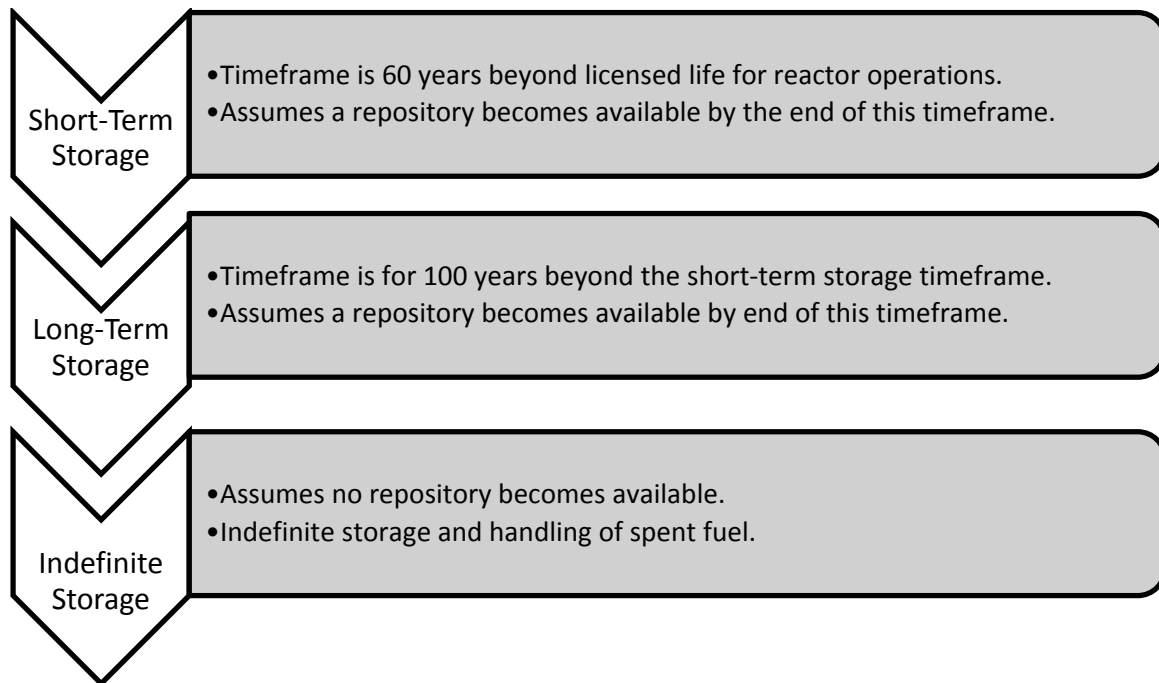 Short-Term
Storage
•Timeframe is 60 years beyond licensed life for reactor operations.
•Assumes a repository becomes available by the end of this timeframe.
Long-Term
Storage
•Timeframe is for 100 years beyond the short-term storage timeframe.
•Assumes a repository becomes available by end of this timeframe.
Indefinite
Storage
•Assumes no repository becomes available.
•Indefinite storage and handling of spent fuel.